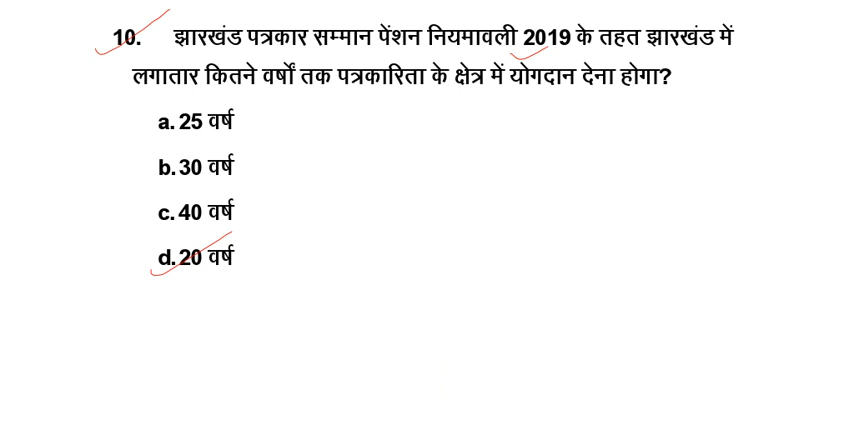 10. झारखंड पत्रकार सम्मान पेंशन नियमावली 2019 के तहत झारखंड में
लगातार कितने वर्षों तक पत्रकारिता के क्षेत्र में योगदान देना होगा?
a. 25 वर्ष
b. 30 वर्ष
c. 40 वर्ष
d. 20 वर्ष